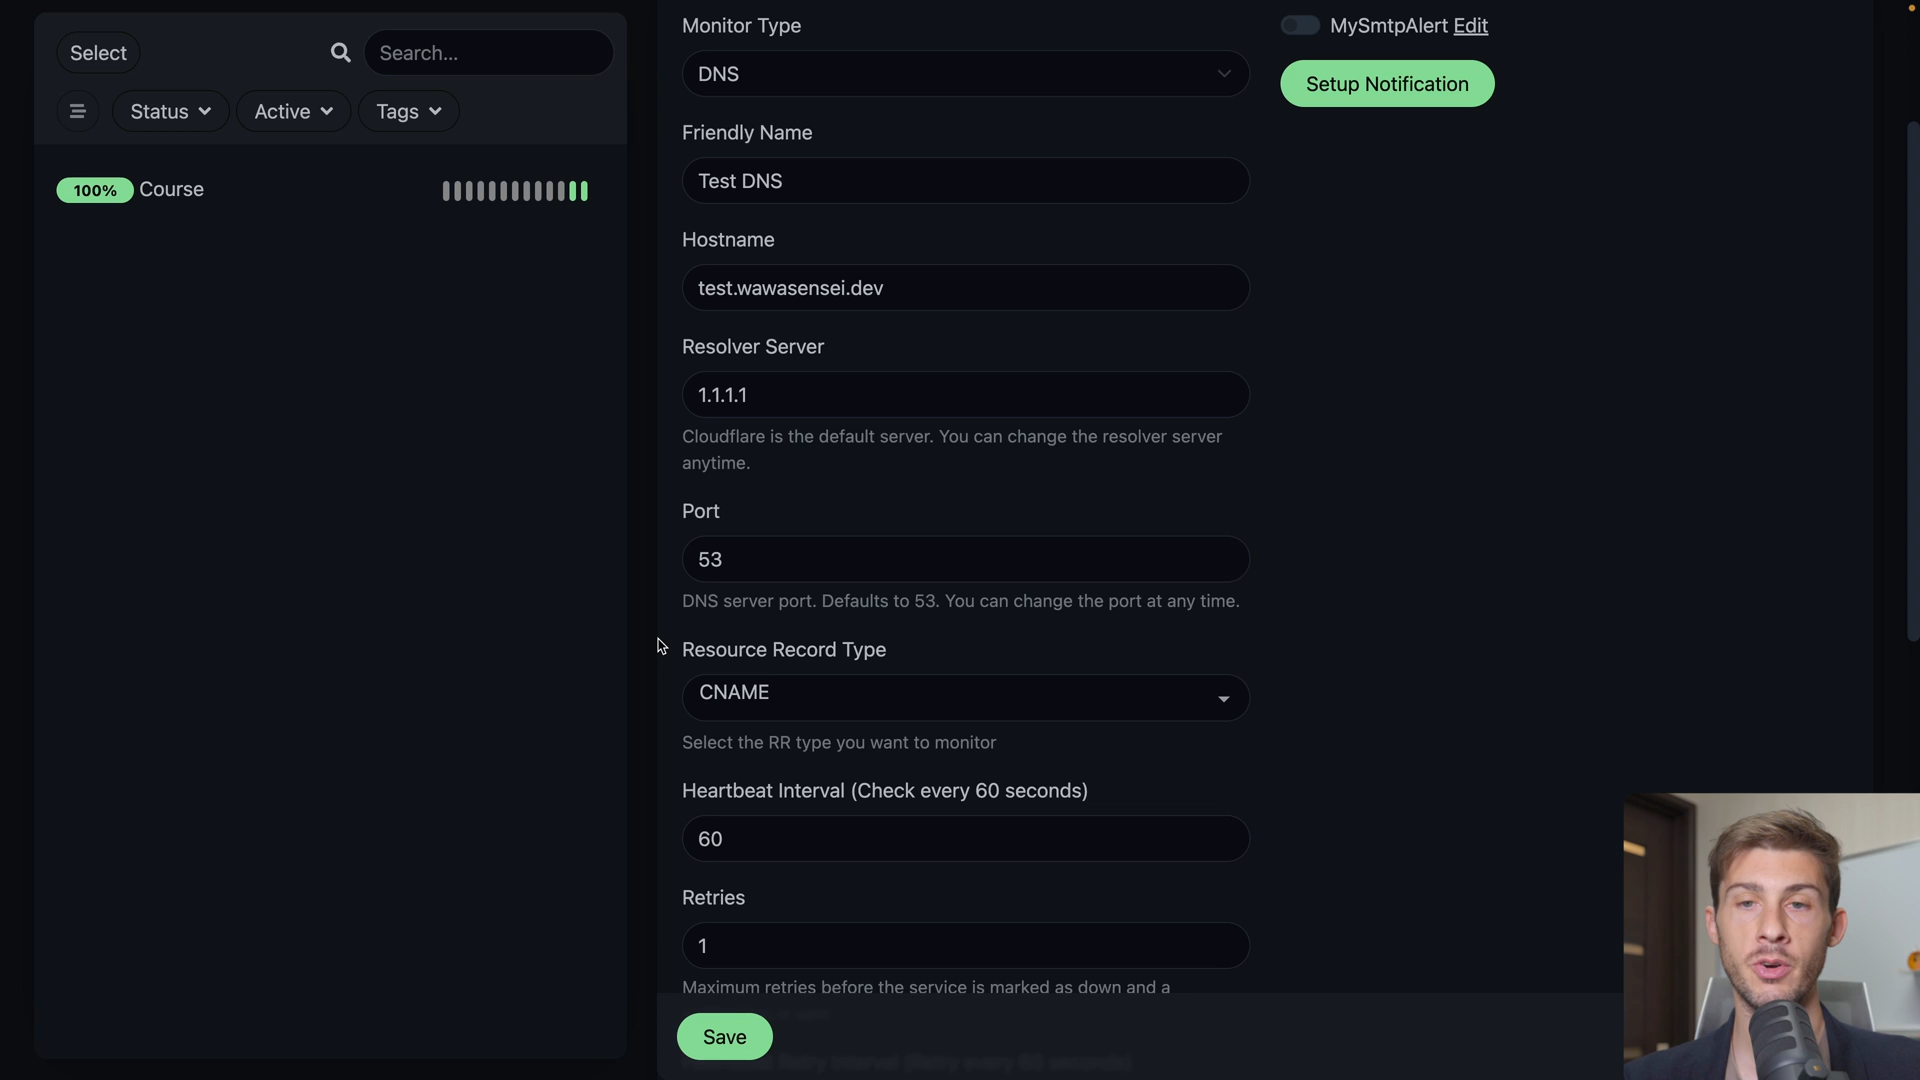 Select
Search...
Status
Active
Tags
100% Course
Monitor Type
DNS
Friendly Name
Test DNS
Hostname
test.wawasensei.dev
Resolver Server
1.1.1.1
Cloudflare is the default server. You can change the resolver server
anytime.
Port
53
DNS server port. Defaults to 53. You can change the port at any time.
Resource Record Type
CNAME
Select the RR type you want to monitor
Heartbeat Interval (Check every 60 seconds)
60
Retries
1
Maximum retries before the service is marked as down and a
Save
MySmtpAlert Edit
Setup Notification